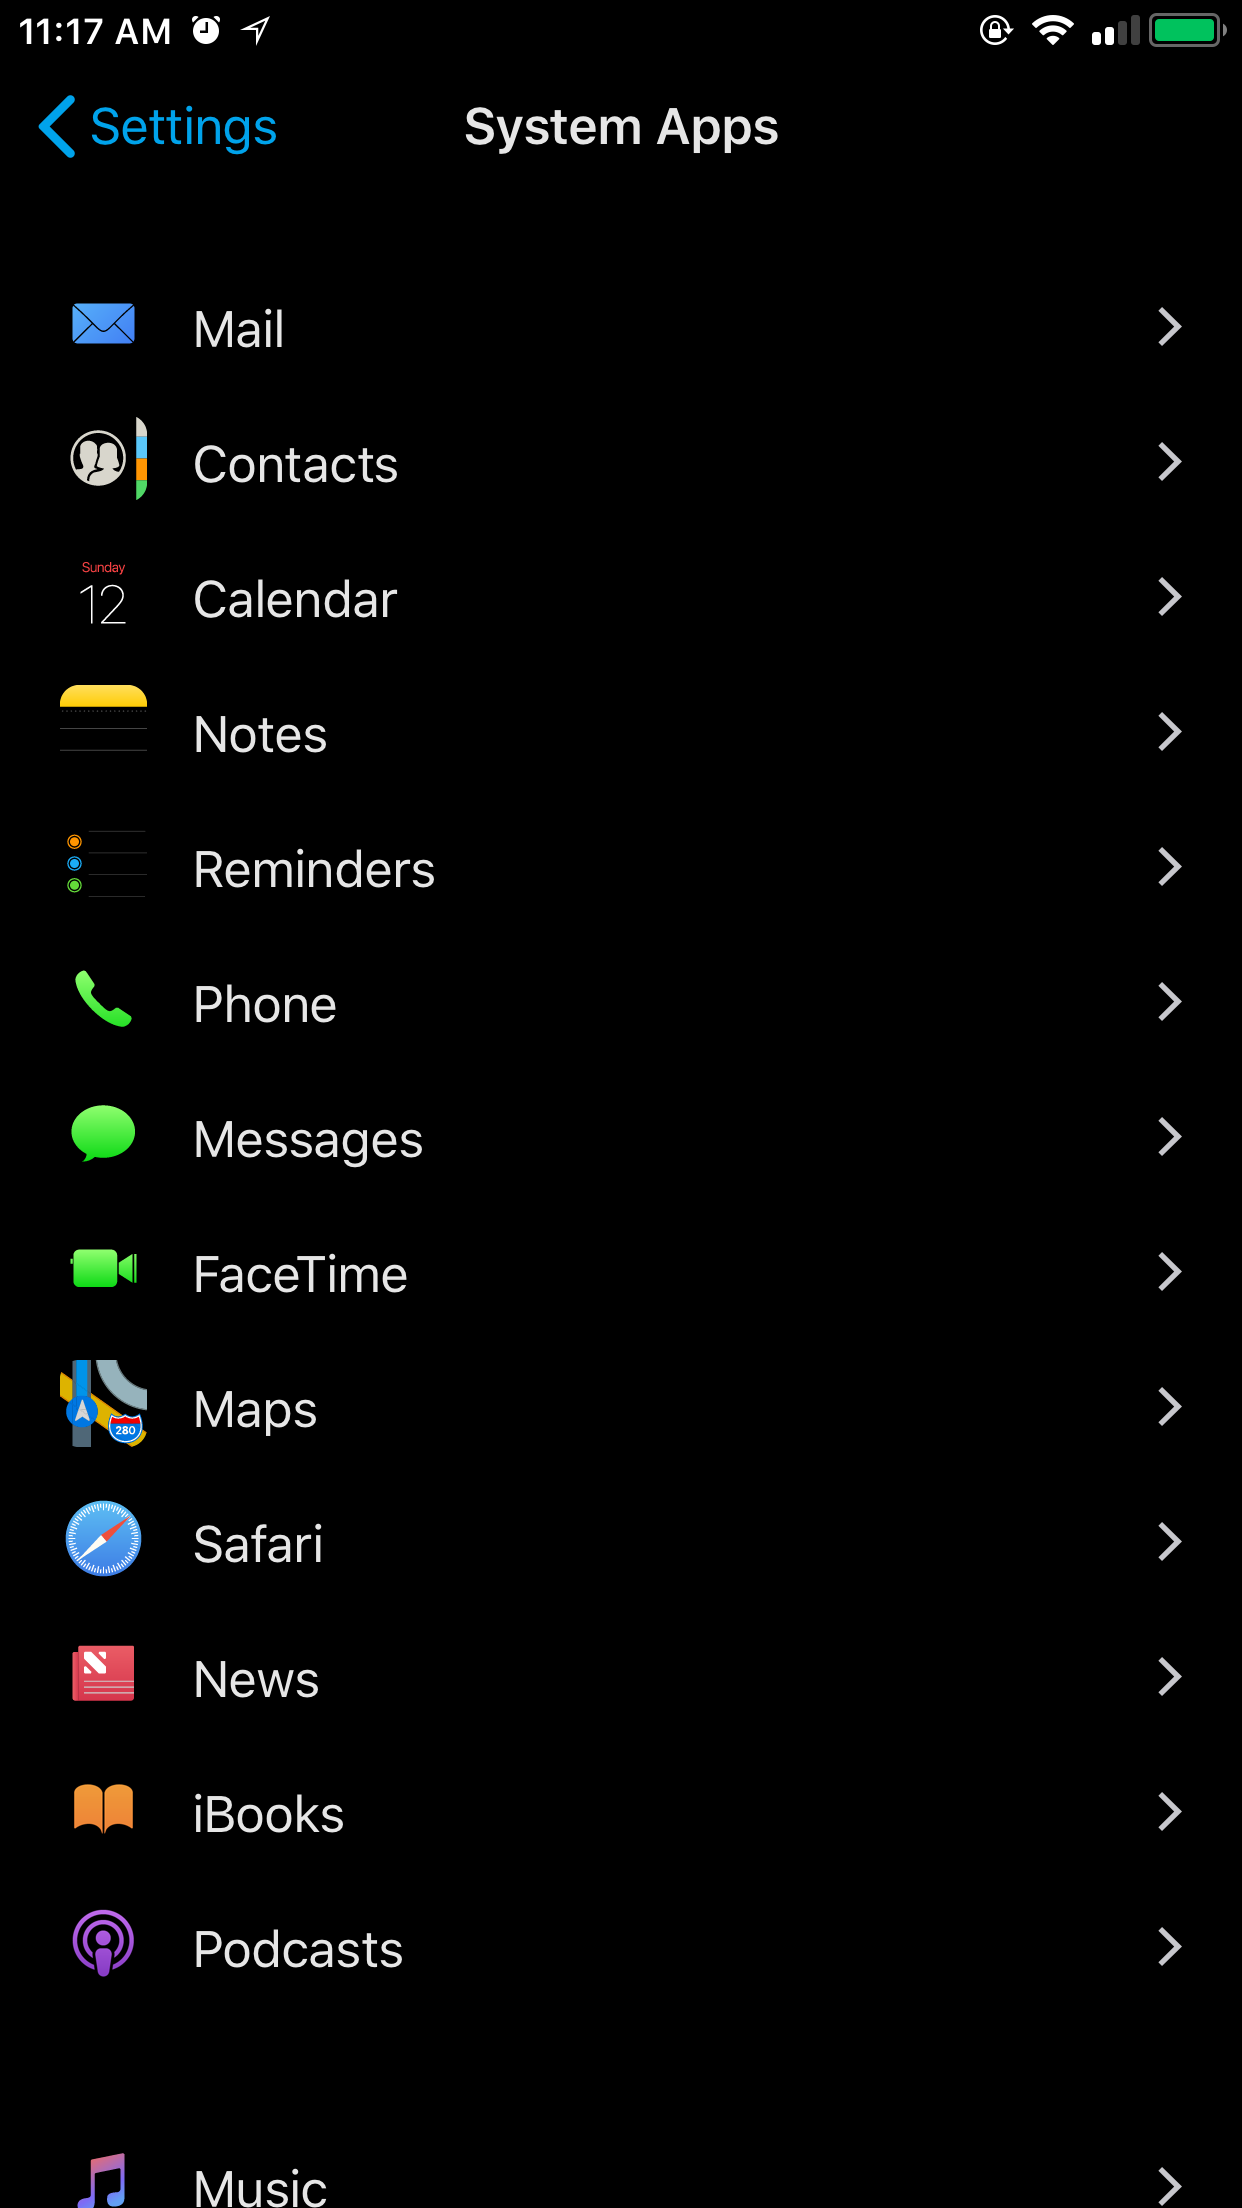 11:17 AM
Settings
System Apps
Mail
Contacts
Sunday
12
Calendar
Notes
Reminders
Phone
Messages
FaceTime
280
Maps
Safari
News
iBooks
Podcasts
Music